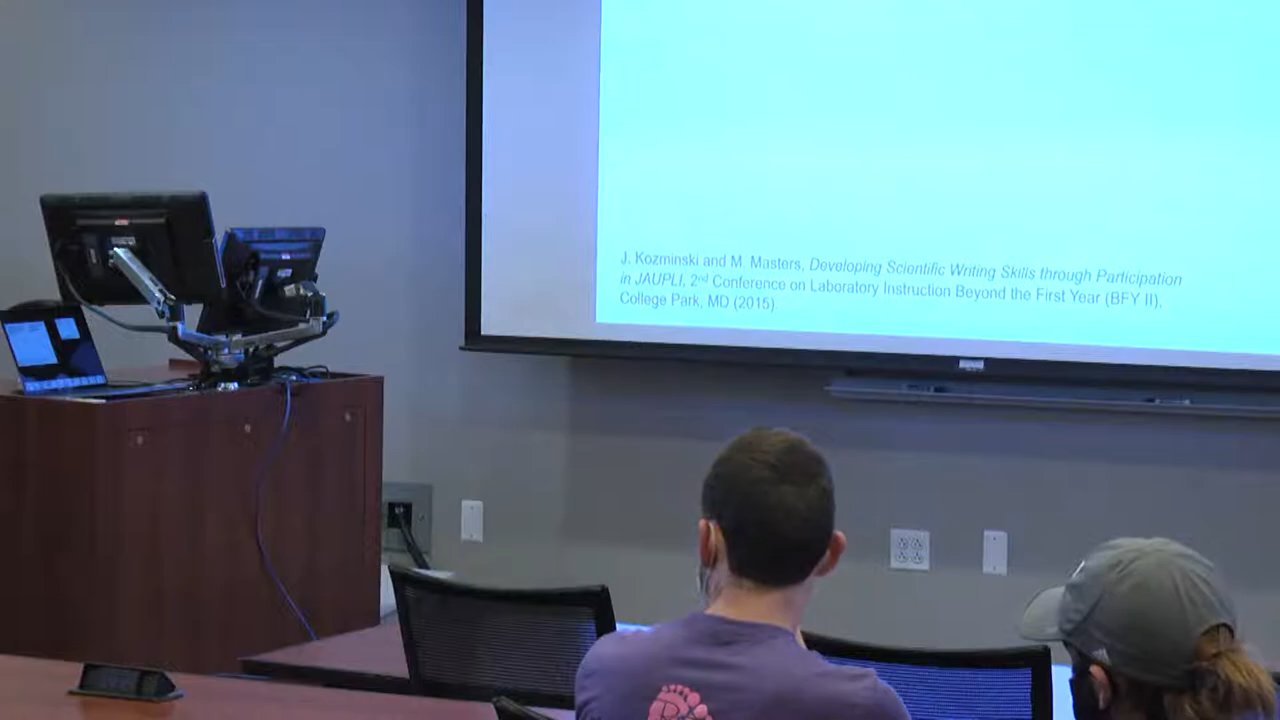 J. Kozminski and M. Masters, Developing Scientific Writing Skills through Participation
in JAUPLI, 2nd Conference on Laboratory Instruction Beyond the First Year (BFY II),
College Park, MD (2015).